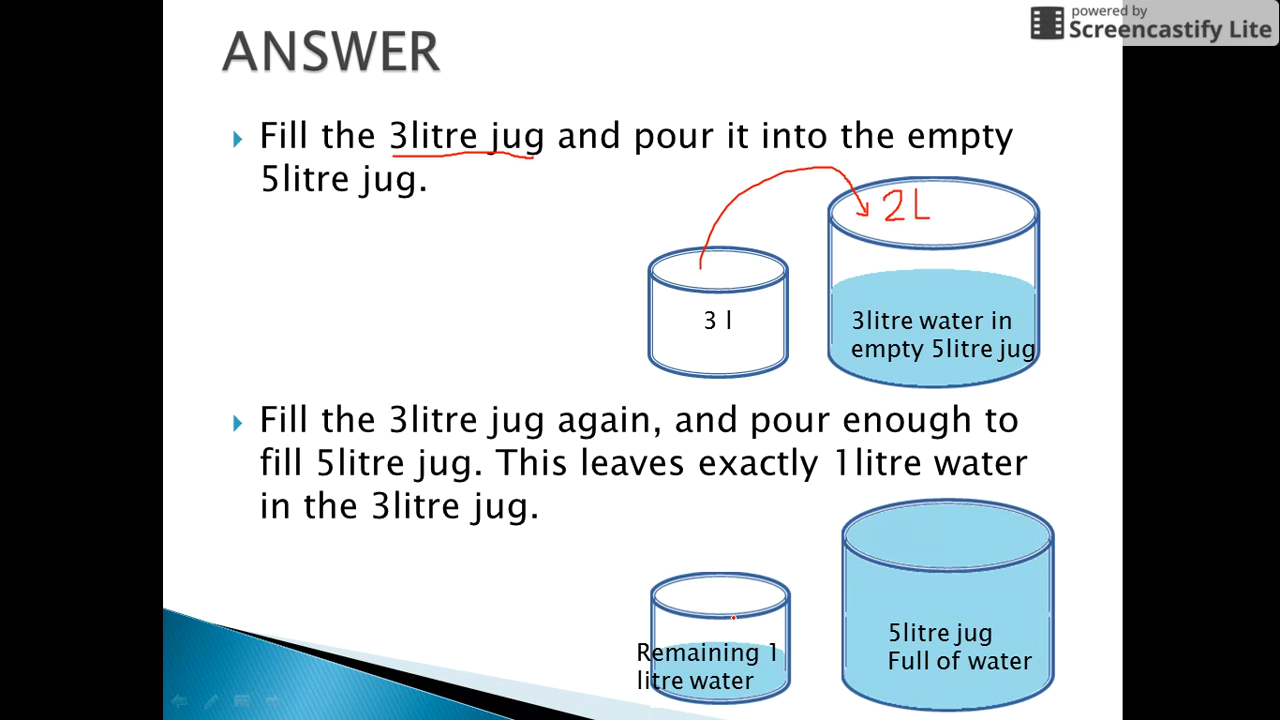 powered by
Screencastify Lite
ANSWER
Fill the 3litre jug and pour it into the empty
5litre jug.
2L
3 l
3litre water in
empty 5litre jug
Fill the 3litre jug again, and pour enough to
fill 5litre jug. This leaves exactly 1litre water
in the 3litre jug.
Remaining 1
litre water
5litre jug
Full of water